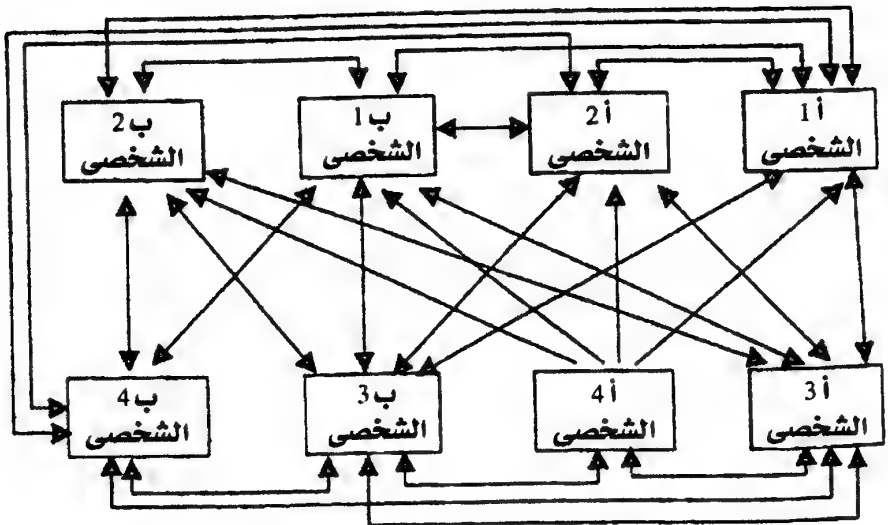 أ 1
الشخصى
أ 2
الشخصى
ب 1
الشخصى
ب 2
الشخصى
أ 3
الشخصى
أ 4
الشخصى
ب 3
الشخصى
ب 4
الشخصى